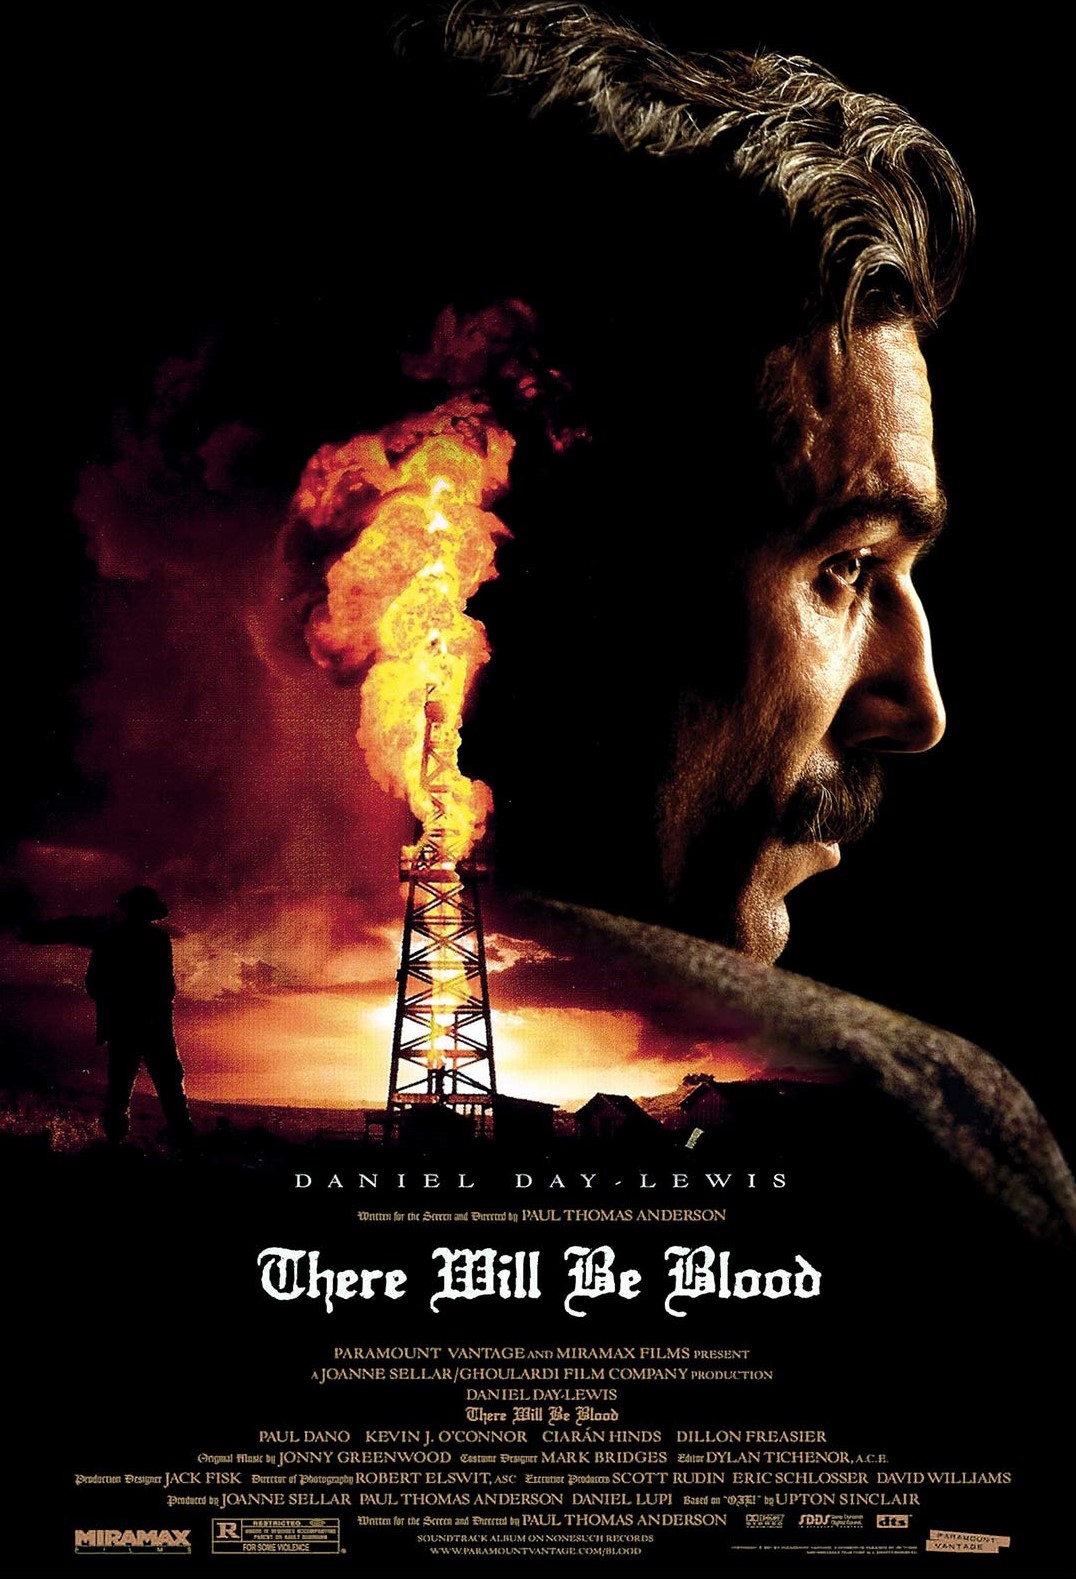 DANIEL DAY-LEWIS
Written for the Screen and Directed by PAUL THOMAS ANDERSON
There Will Be Blood
PARAMOUNT VANTAGE AND MIRAMAX FILMS PRESENT
A JOANNE SELLAR/GHOULARDI FILM COMPANY PRODUCTION
DANIEL DAY-LEWIS
There Will Be Blood
PAUL DANO KEVIN J. O'CONNOR CIARÁN HINDS DILLON FREASIER
Original Music by JONNY GREENWOOD Costume Designer MARK BRIDGES Editor DYLAN TICHENOR, A.C.E.
Production Designer JACK FISK Director of Photography ROBERT ELSWIT, ASC Executive Producers SCOTT RUDIN ERIC SCHLOSSER DAVID WILLIAMS
Produced by JOANNE SELLAR PAUL THOMAS ANDERSON DANIEL LUPI Based on "OIL!" by UPTON SINCLAIR
Written for the Screen and Directed by PAUL THOMAS ANDERSON
SOUNDTRACK ALBUM ON NONESUCH RECORDS
WWW.PARAMOUNTVANTAGE.COM/BLOOD
MIRAMAX
FILMS
R RESTRICTED
FOR SOME VIOLENCE
SDDS
dts
PARAMOUNT
VANTAGE